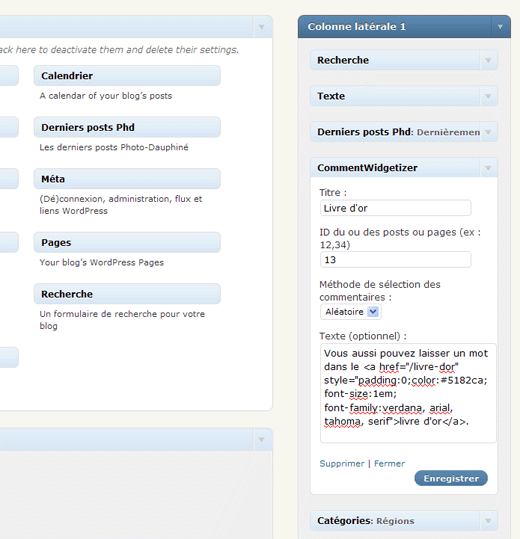 ack here to deactivate them and delete their settings.
Calendrier
A calendar of your blog's posts
Derniers posts Phd
Les derniers posts Photo-Dauphiné
Méta
(Dé)connexion, administration, flux et
liens WordPress
Pages
Your blog's WordPress Pages
Recherche
Un formulaire de recherche pour votre
blog
Colonne latérale 1
Recherche
Texte
Derniers posts Phd: Dernièremen
CommentWidgetizer
Titre :
Livre d'or
ID du ou des posts ou pages (ex :
12,34)
13
Méthode de sélection des
commentaires :
Aléatoire
Texte (optionnel) :
Vous aussi pouvez laisser un mot
dans le <a href="/livre-dor"
style="padding:0;color:#5182ca;
font-size:1em;
font-family:verdana, arial,
tahoma, serif">livre d'or</a>.
Supprimer | Fermer
Enregistrer
Catégories: Régions